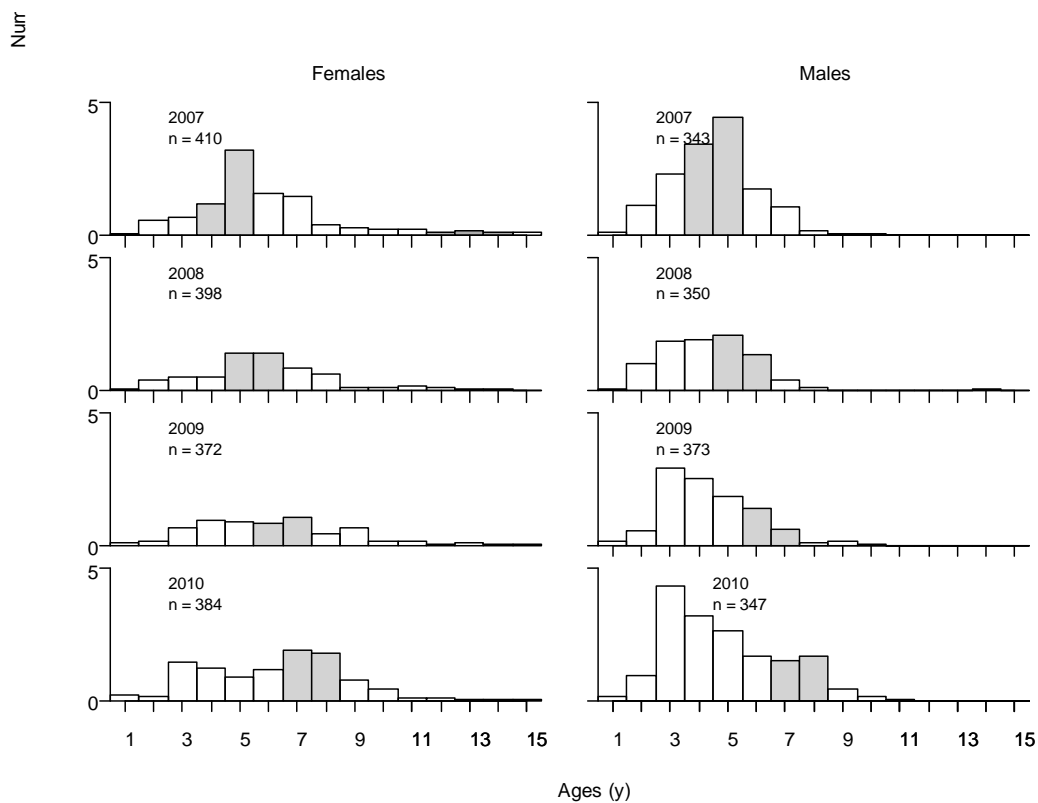 Females
Males
5
2007
n = 410
2007
n = 343
0
5
2008
n = 398
2008
n = 350
0
5
2009
n = 372
2009
n = 373
0
5
2010
n = 384
2010
n = 347
0
1 3 5 7 9 11 13 15
1 3 5 7 9 11 13 15
Ages (y)